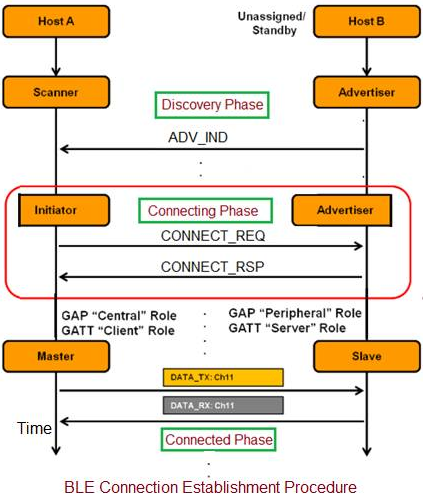 Host A
Unassigned/
Standby
Host B
Scanner
Advertiser
Discovery Phase
ADV_IND
Initiator
Connecting Phase
Advertiser
CONNECT_REQ
CONNECT_RSP
GAP “Central” Role
GATT “Client” Role
GAP “Peripheral” Role
GATT “Server” Role
Master
Slave
DATA_TX: Ch11
DATA_RX: Ch11
Time
Connected Phase
BLE Connection Establishment Procedure